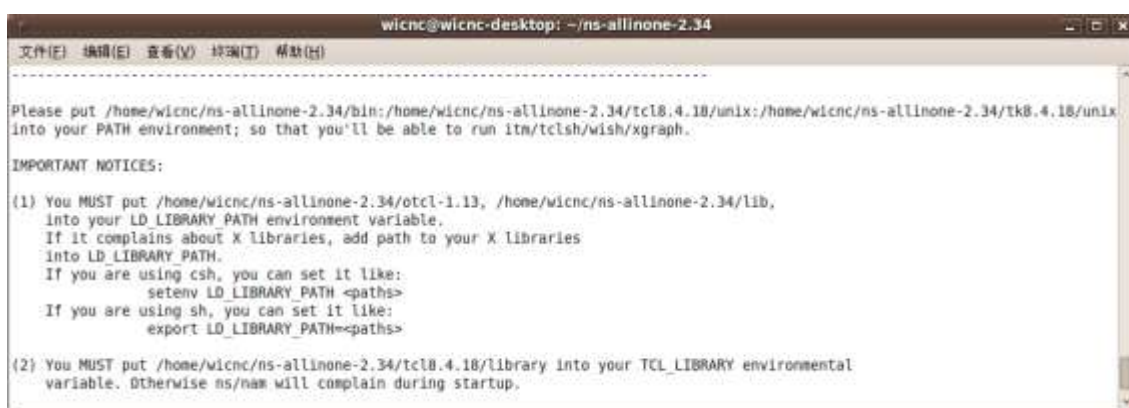 wicnc@wicnc-desktop: ~/ns-allinone-2.34
文件(F) 编辑(E) 查看(V) 终端(T) 帮助(H)
--------------------------------------------------------------------------------------
Please put /home/wicnc/ns-allinone-2.34/bin:/home/wicnc/ns-allinone-2.34/tcl8.4.18/unix:/home/wicnc/ns-allinone-2.34/tk8.4.18/unix
into your PATH environment; so that you'll be able to run itm/tclsh/wish/xgraph.
IMPORTANT NOTICES:
(1) You MUST put /home/wicnc/ns-allinone-2.34/otcl-1.13, /home/wicnc/ns-allinone-2.34/lib,
into your LD_LIBRARY_PATH environment variable.
If it complains about X libraries, add path to your X libraries
into LD_LIBRARY_PATH.
If you are using csh, you can set it like:
setenv LD_LIBRARY_PATH <paths>
If you are using sh, you can set it like:
export LD_LIBRARY_PATH=<paths>
(2) You MUST put /home/wicnc/ns-allinone-2.34/tcl8.4.18/library into your TCL_LIBRARY environmental
variable. Otherwise ns/nam will complain during startup.